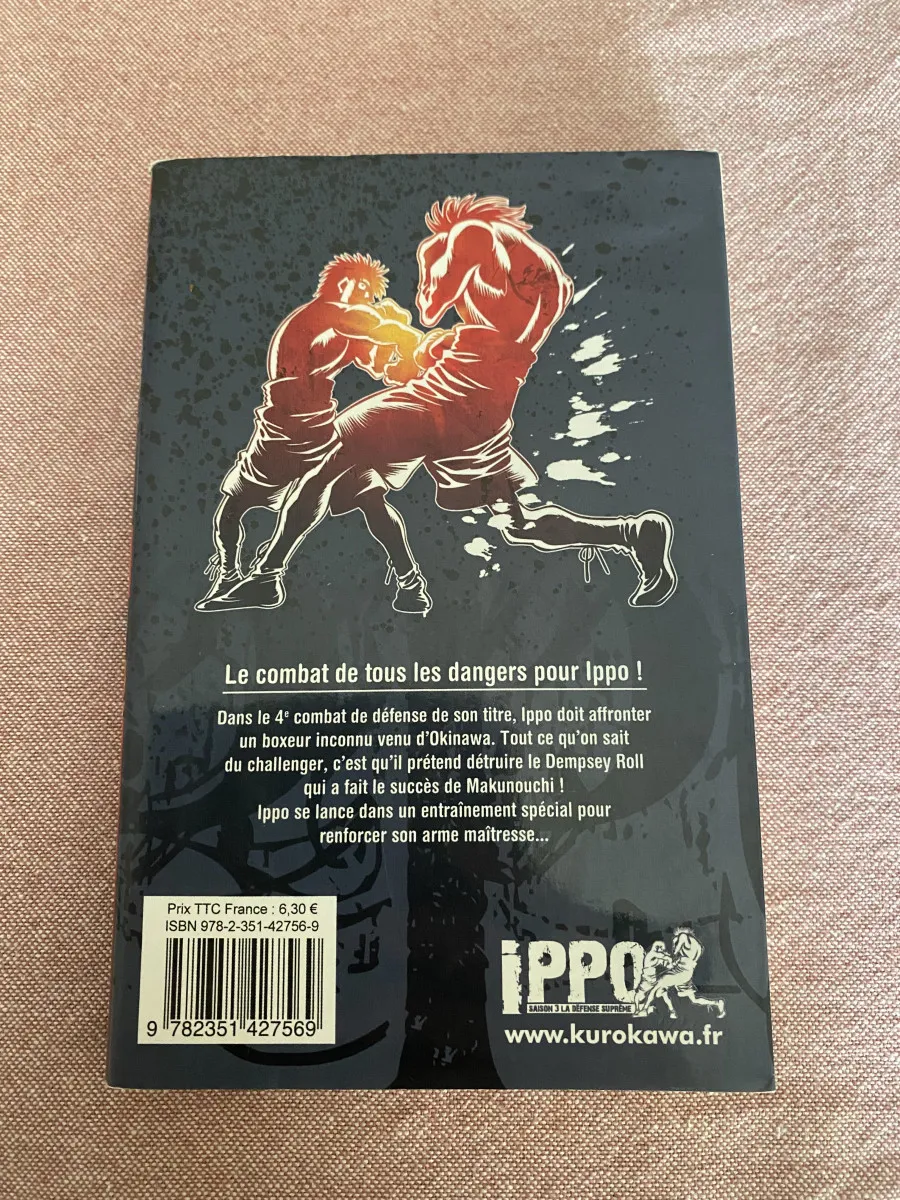 Le combat de tous les dangers pour Ippo !
Dans le 4e combat de défense de son titre, Ippo doit affronter
un boxeur inconnu venu d'Okinawa. Tout ce qu'on sait
du challenger, c'est qu'il prétend détruire le Dempsey Roll
qui a fait le succès de Makunouchi !
Ippo se lance dans un entraînement spécial pour
renforcer son arme maîtresse...
Prix TTC France : 6,30 €
ISBN 978-2-351-42756-9
9 782351 427569
IPPO
SAISON 3 LA DÉFENSE SUPRÊME
www.kurokawa.fr